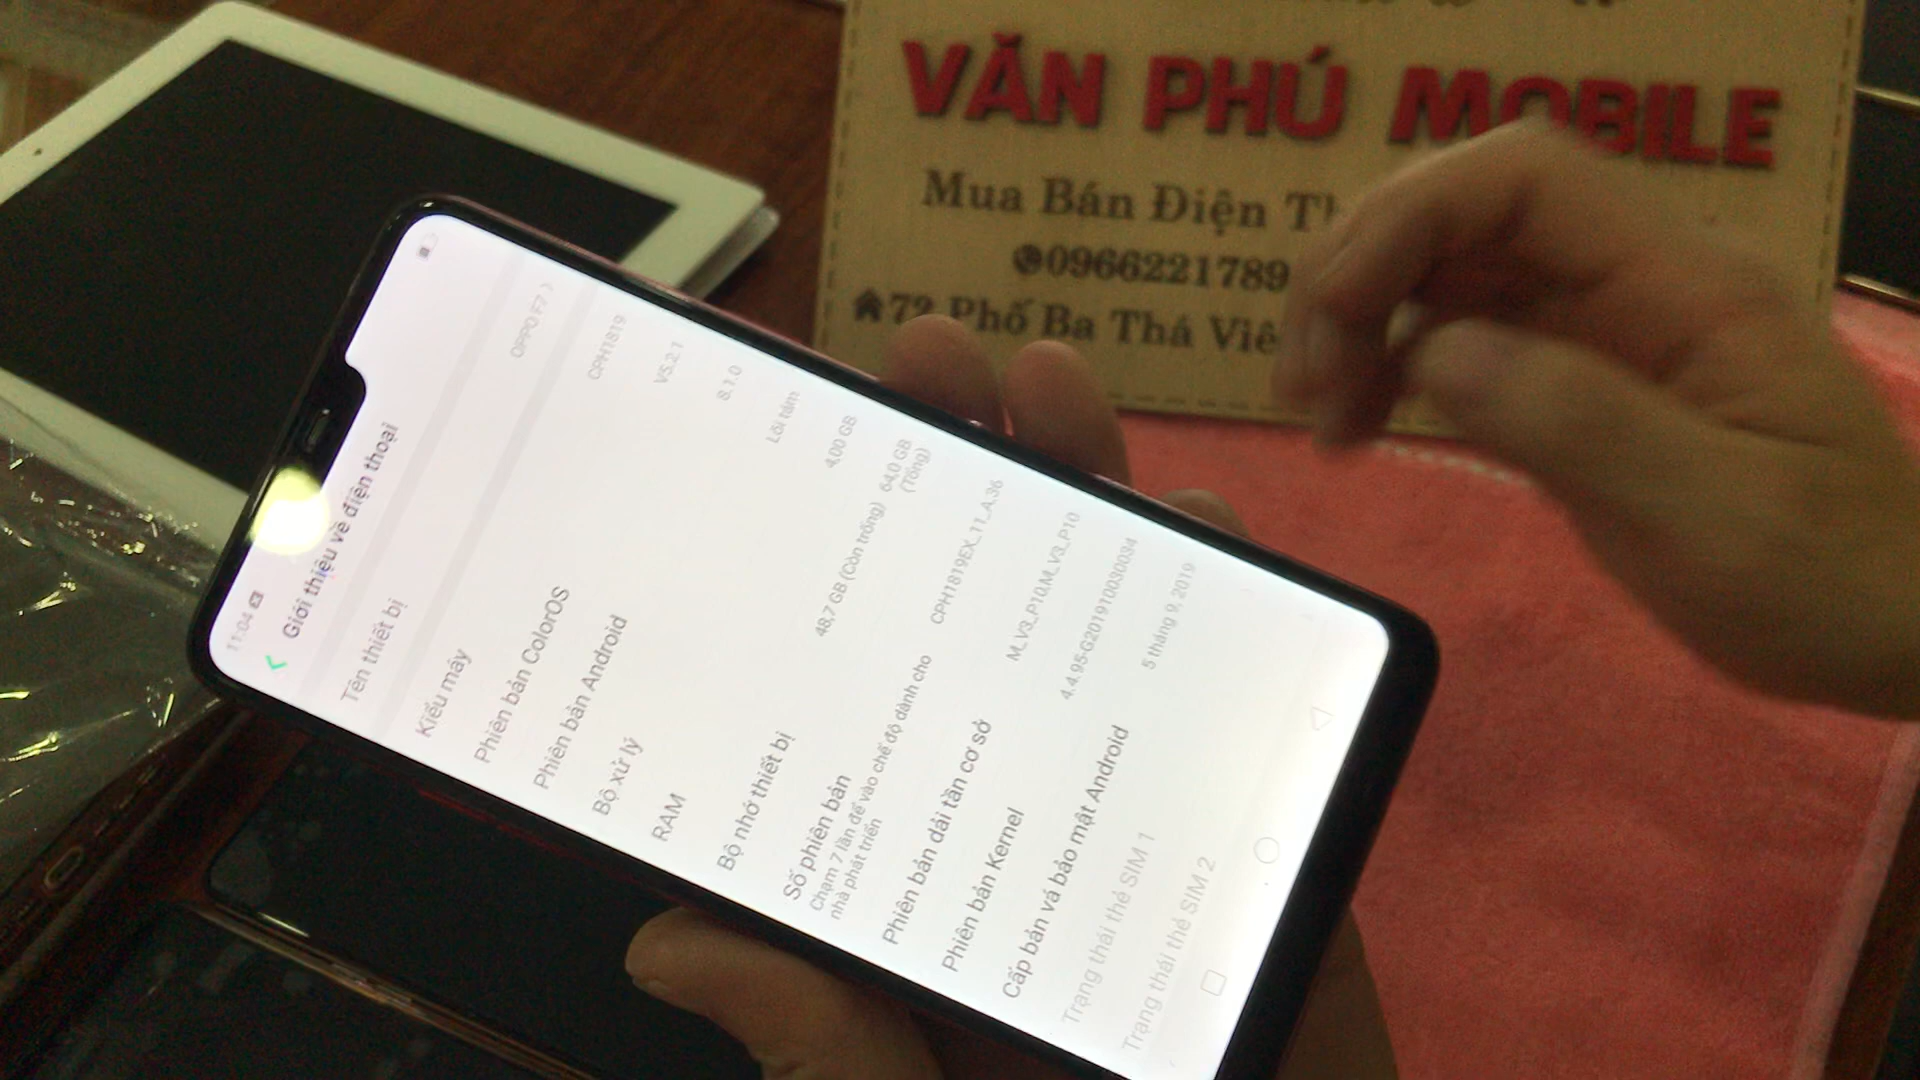 VĂN PHÚ MOBILE
Mua Bán Điện
0966221789
72 Phố Ba Thá
11:04
Giới thiệu về điện thoại
Tên thiết bị OPPO F7
Kiểu máy CPH1819
Phiên bản ColorOS V5.2.1
Phiên bản Android 8.1.0
Bộ xử lý Lõi tám
RAM 4,00 GB
Bộ nhớ thiết bị 48,7 GB (Còn trống) 64,0 GB
(Tổng)
Số phiên bản CPH1819EX_11_A.36
Chạm 7 lần để vào chế độ dành cho
nhà phát triển
Phiên bản dải tần cơ sở M_V3_P10,M_V3_P10
Phiên bản Kernel 4.4.95-G201910030034
Cấp bản vá bảo mật Android 5 tháng 9, 2019
Trạng thái thẻ SIM 1
Trạng thái thẻ SIM 2